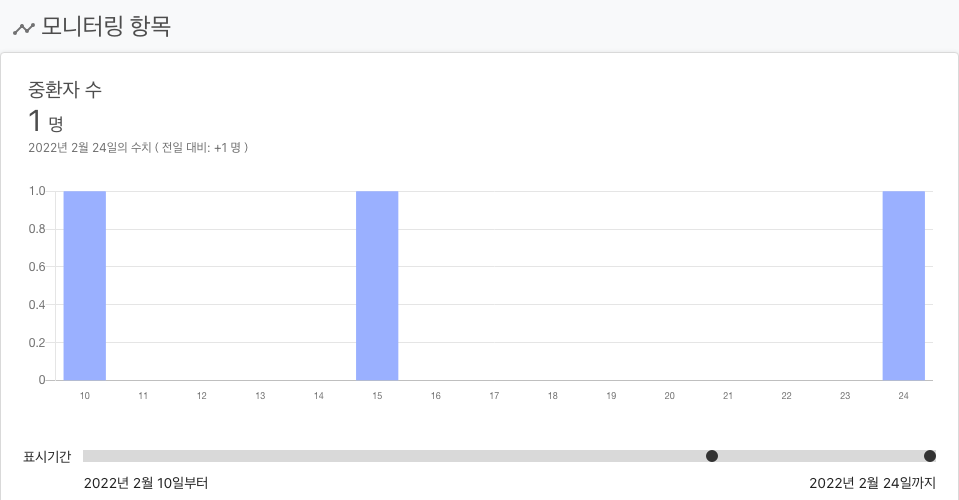 모니터링 항목
중환자 수
1 명
2022년 2월 24일의 수치 ( 전일 대비: +1 명 )
1.0
0.8
0.6
0.4
0.2
0
10 11 12 13 14 15 16 17 18 19 20 21 22 23 24
표시기간
2022년 2월 10일부터 2022년 2월 24일까지